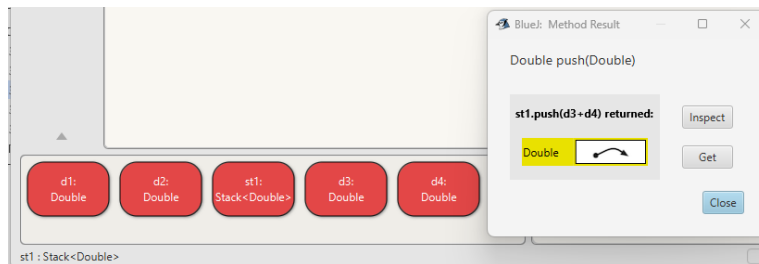 BlueJ: Method Result
Double push(Double)
st1.push(d3+d4) returned:
Double
Inspect
Get
Close
d1:
Double
d2:
Double
st1:
Stack<Double>
d3:
Double
d4:
Double
st1 : Stack<Double>